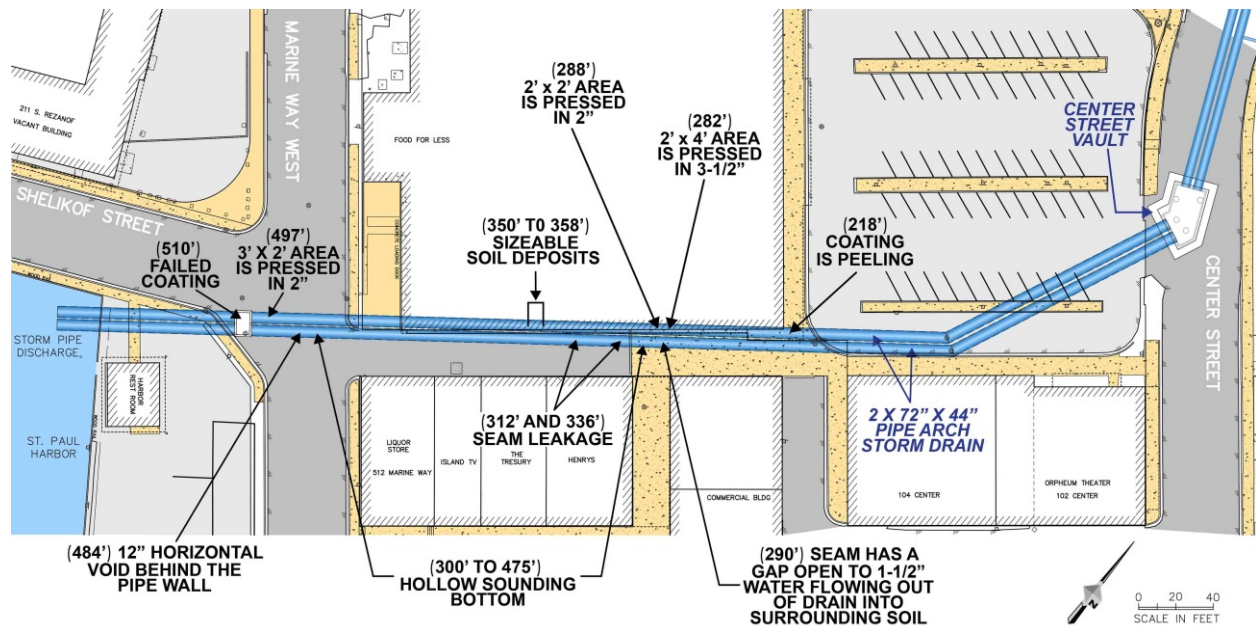 MARINE WAY WEST
211 S. REZANOF
VACANT BUILDING
SHELIKOF STREET
FOOD FOR LESS
CONCRETE LOADING DOCK
(288')
2' x 2' AREA
IS PRESSED
IN 2"
(282')
2' x 4' AREA
IS PRESSED
IN 3-1/2"
CENTER
STREET
VAULT
(510')
FAILED
COATING
(497')
3' X 2' AREA
IS PRESSED
IN 2"
(350' T0 358')
SIZEABLE
SOIL DEPOSITS
(218')
COATING
IS PEELING
CENTER STREET
STORM PIPE
DISCHARGE.
HARBOR
REST ROOM
ST. PAUL
HARBOR
(312' AND 336')
SEAM LEAKAGE
2 X 72" X 44"
PIPE ARCH
STORM DRAIN
LIQUOR
STORE
512 MARINE WAY
ISLAND TV
THE
TRESURY
HENRYS
COMMERCIAL BLDG
104 CENTER
ORPHEUM THEATER
102 CENTER
(484') 12" HORIZONTAL
VOID BEHIND THE
PIPE WALL
(300' TO 475')
HOLLOW SOUNDING
BOTTOM
(290') SEAM HAS A
GAP OPEN TO 1-1/2"
WATER FLOWING OUT
OF DRAIN INTO
SURROUNDING SOIL
N
0 20 40
SCALE IN FEET